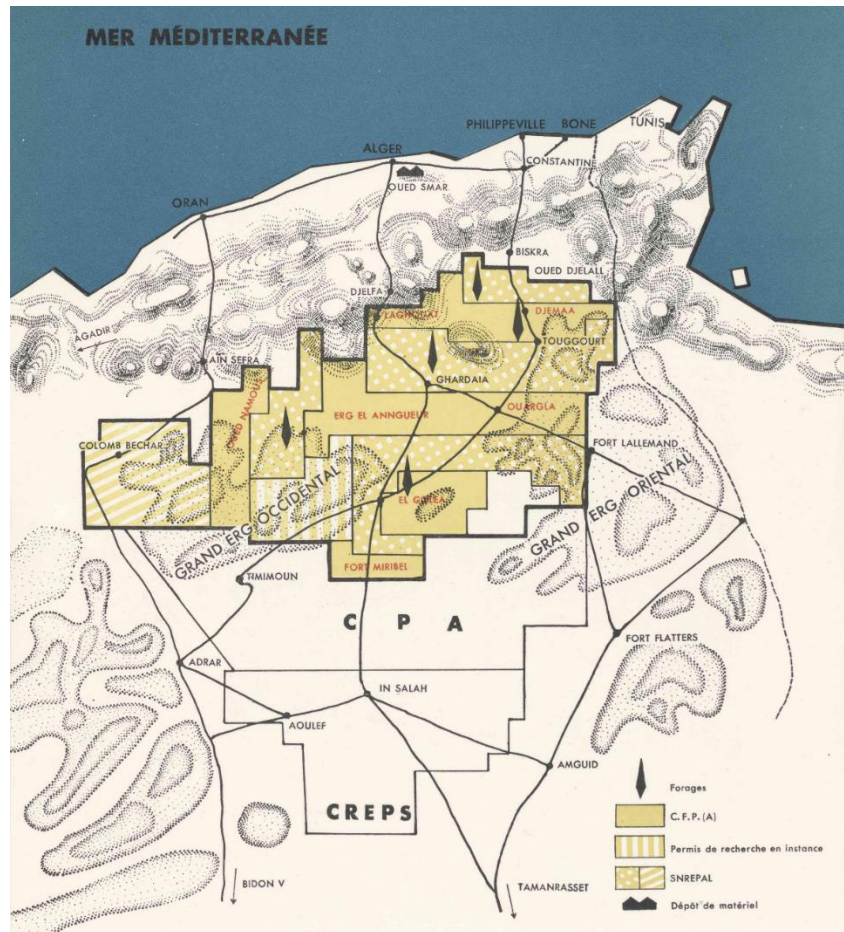 MER MÉDITERRANÉE
PHILIPPEVILLE
BONE
TUNIS
ALGER
CONSTANTINE
OUED SMAR
ORAN
BISKRA
OUED DJELALL
DJELFA
LAGHOUAT
DJEMAA
AGADIR
TOUGGOURT
AÏN SEFRA
GHARDAIA
OUED NAMOUS
ERG EL ANNGUEUR
OUARGLA
COLOMB BECHAR
FORT LALLEMAND
GRAND ERG OCCIDENTAL
EL GOLEA
GRAND ERG ORIENTAL
FORT MIRIBEL
TIMIMOUN
C P A
FORT FLATTERS
ADRAR
IN SALAH
AOULEF
AMGUID
CREPS
BIDON V
TAMANRASSET
Forages
C.F.P.(A)
Permis de recherche en instance
SNREPAL
Dépôt de matériel